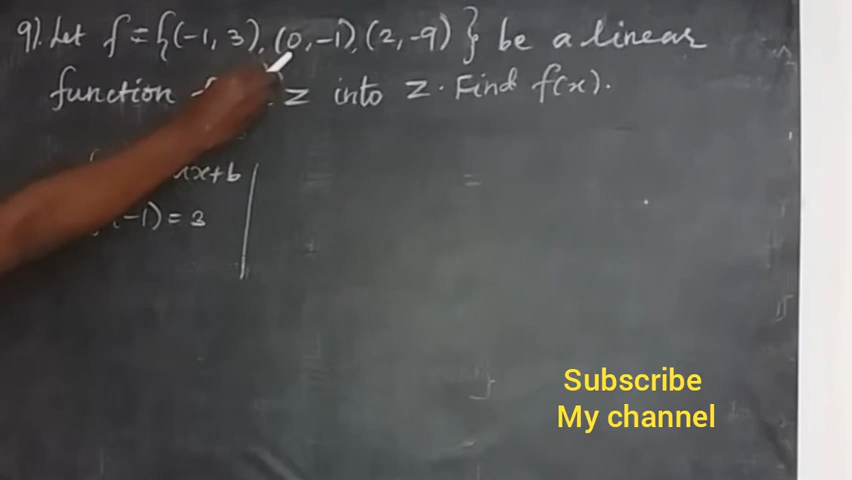 9). Let f = {(-1, 3), (0, -1), (2, -9)} be a linear
function Z into Z. Find f(x).
x+b
-1) = 3
Subscribe
My channel